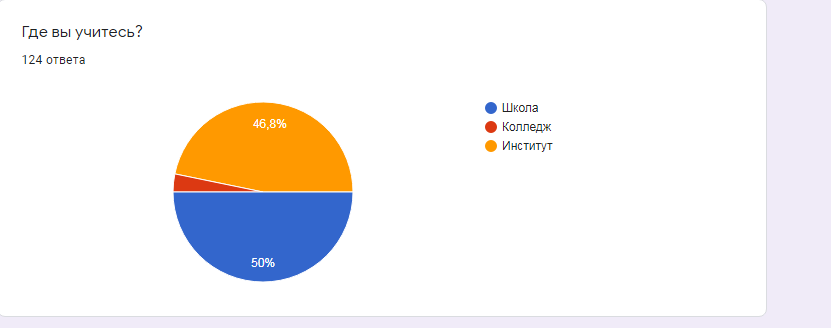 Где вы учитесь?
124 ответа
46,8%
50%
Школа
Колледж
Институт